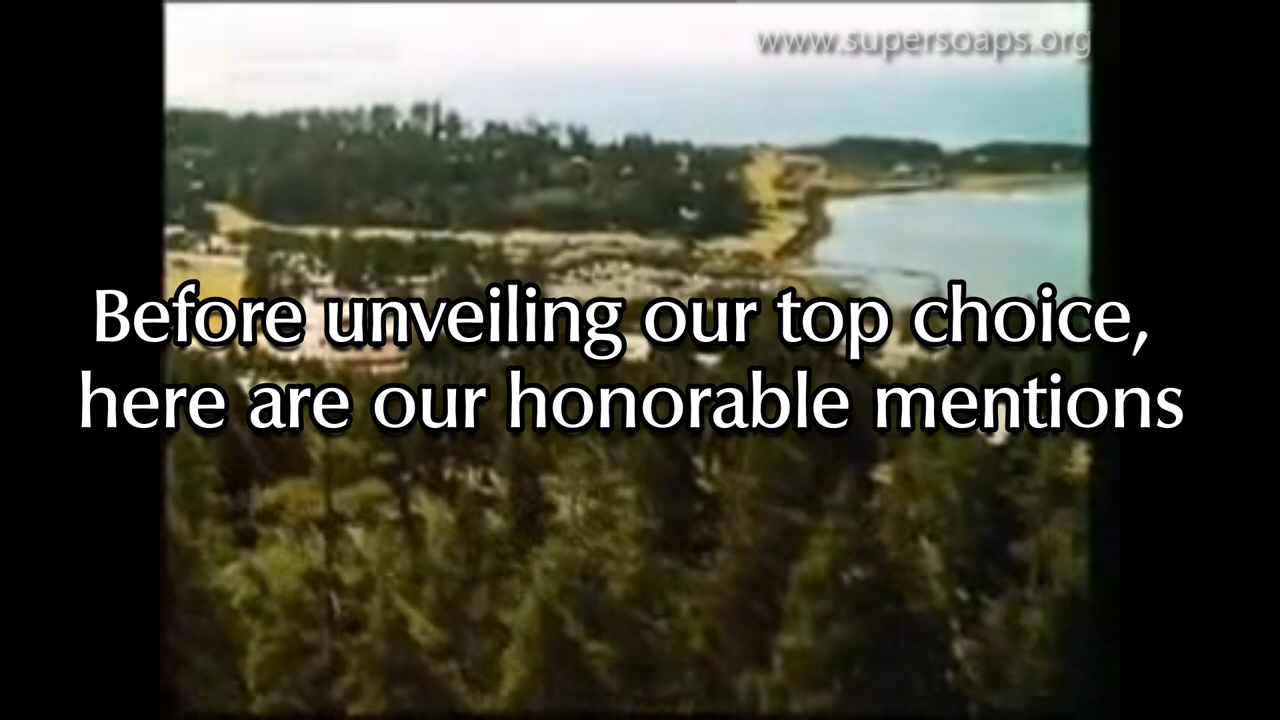 www.supersoaps.org
Before unveiling our top choice,
here are our honorable mentions